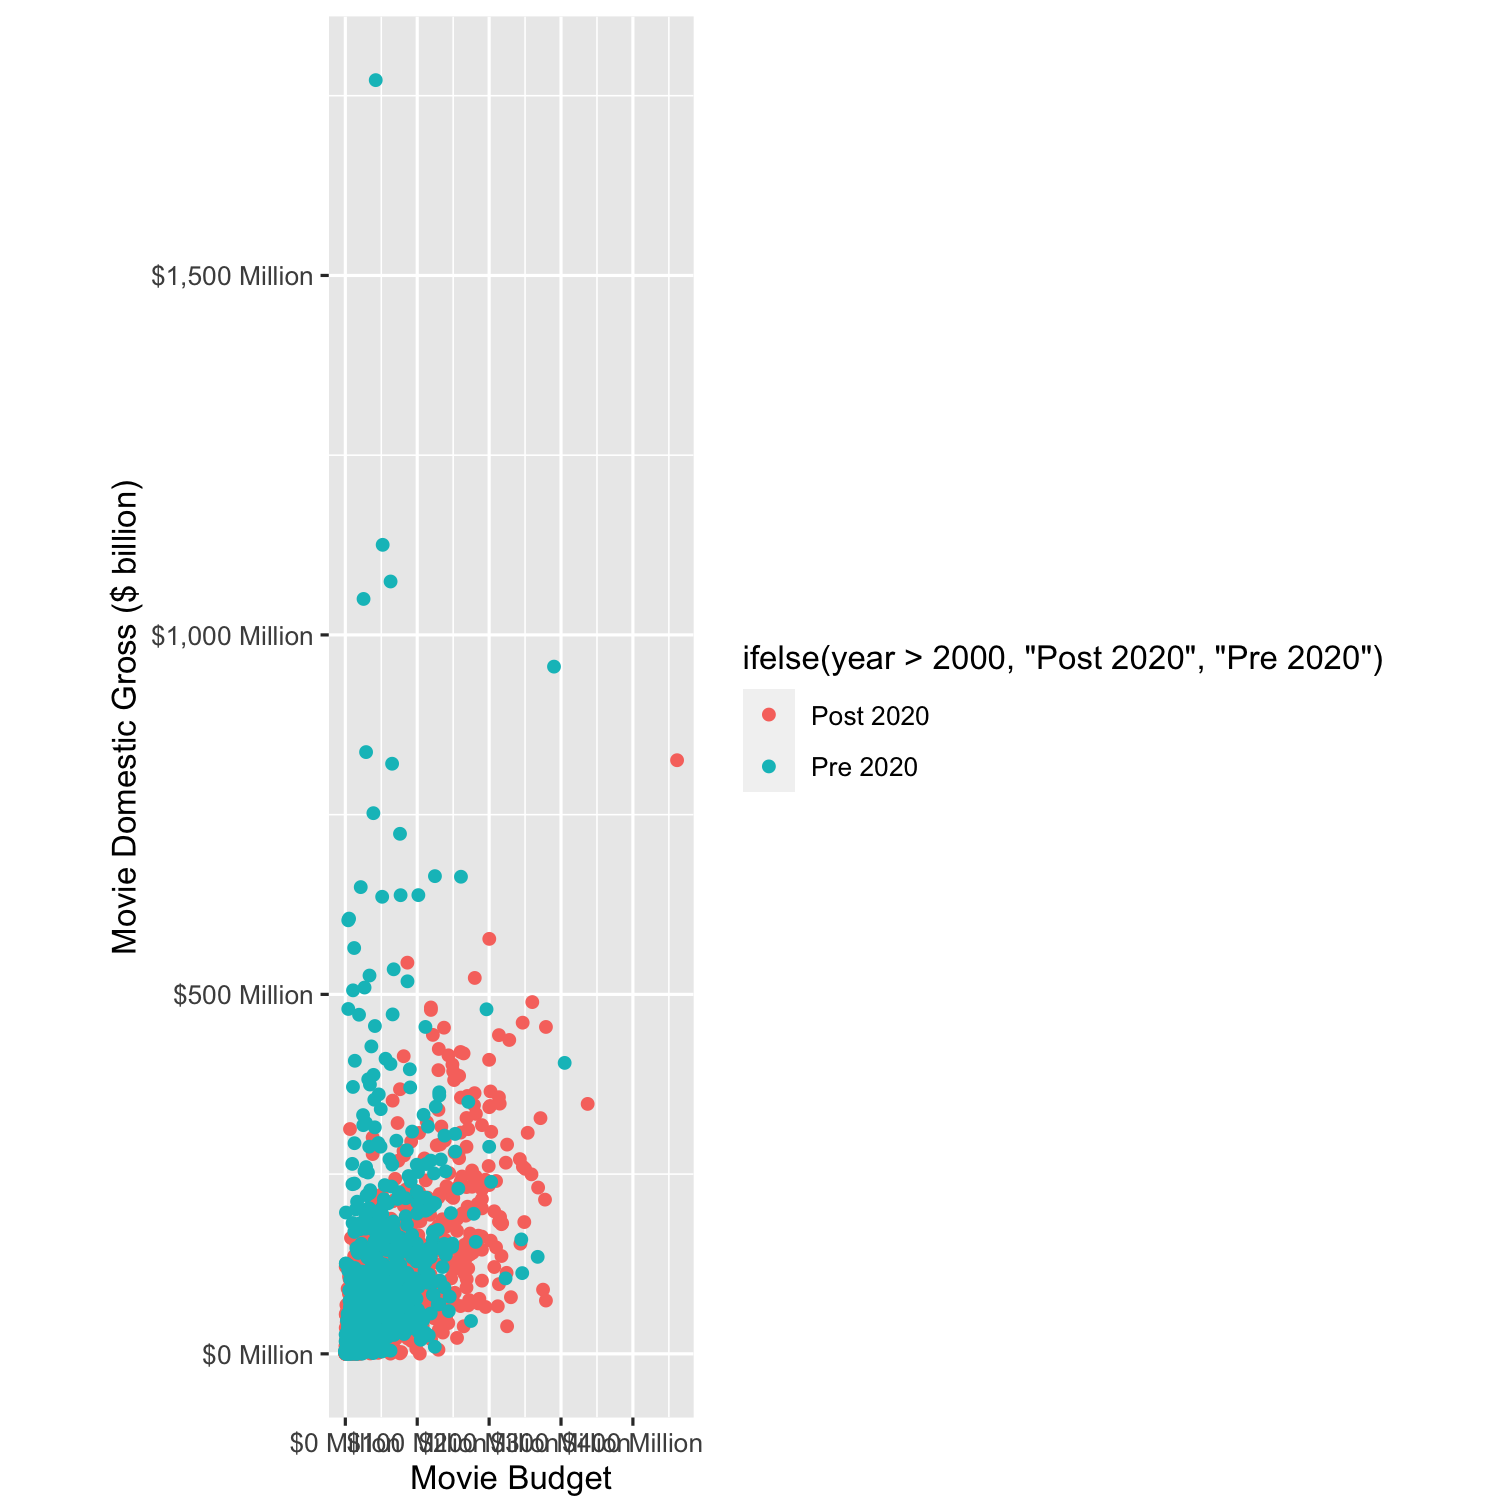 $1,500 Million
$1,000 Million
$500 Million
$0 Million
Movie Domestic Gross ($ billion)
$0 Million $100 Million $200 Million $300 Million $400 Million
Movie Budget
ifelse(year > 2000, "Post 2020", "Pre 2020")
Post 2020
Pre 2020